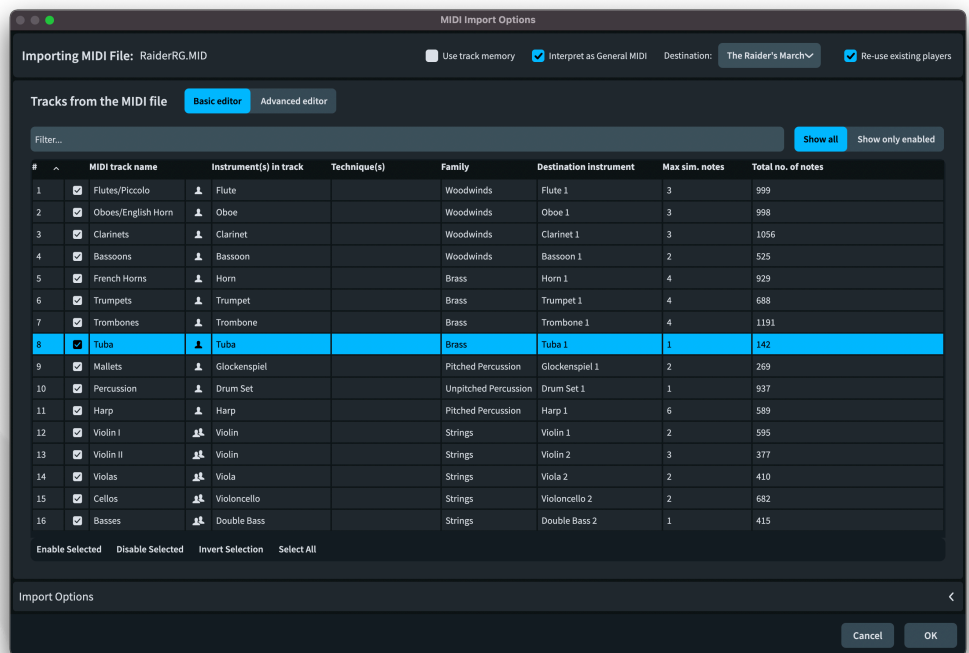 MIDI Import Options
Importing MIDI File: RaiderRG.MID Use track memory Interpret as General MIDI Destination: The Raider's March Re-use existing players
Tracks from the MIDI file Basic editor Advanced editor
Filter... Show all Show only enabled
# MIDI track name Instrument(s) in track Technique(s) Family Destination instrument Max sim. notes Total no. of notes
1 Flutes/Piccolo Flute Woodwinds Flute 1 3 999
2 Oboes/English Horn Oboe Woodwinds Oboe 1 3 998
3 Clarinets Clarinet Woodwinds Clarinet 1 3 1056
4 Bassoons Bassoon Woodwinds Bassoon 1 2 525
5 French Horns Horn Brass Horn 1 4 929
6 Trumpets Trumpet Brass Trumpet 1 4 688
7 Trombones Trombone Brass Trombone 1 4 1191
8 Tuba Tuba Brass Tuba 1 1 142
9 Mallets Glockenspiel Pitched Percussion Glockenspiel 1 2 269
10 Percussion Drum Set Unpitched Percussion Drum Set 1 1 937
11 Harp Harp Pitched Percussion Harp 1 6 589
12 Violin I Violin Strings Violin 1 2 595
13 Violin II Violin Strings Violin 2 3 377
14 Violas Viola Strings Viola 2 2 410
15 Cellos Violoncello Strings Violoncello 2 2 682
16 Basses Double Bass Strings Double Bass 2 1 415
Enable Selected Disable Selected Invert Selection Select All
Import Options
Cancel OK